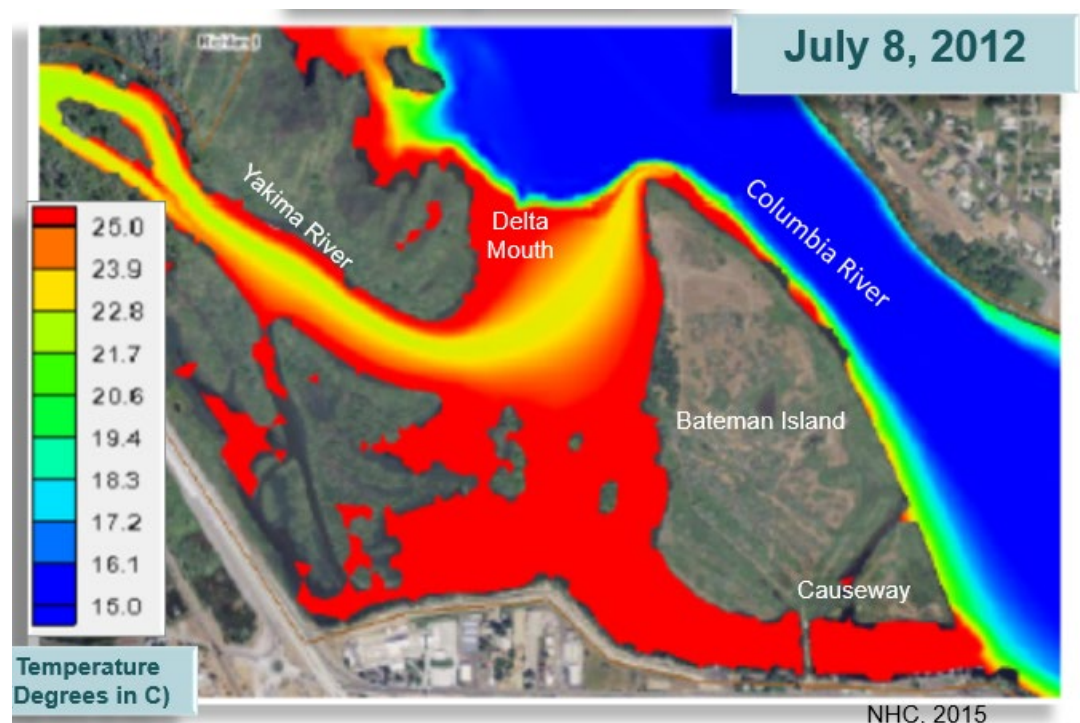 July 8, 2012
Richland
Yakima River
Delta
Mouth
Columbia River
25.0
23.9
22.8
21.7
20.6
19.4
18.3
17.2
16.1
15.0
Bateman Island
Causeway
Temperature
Degrees in C)
NHC, 2015